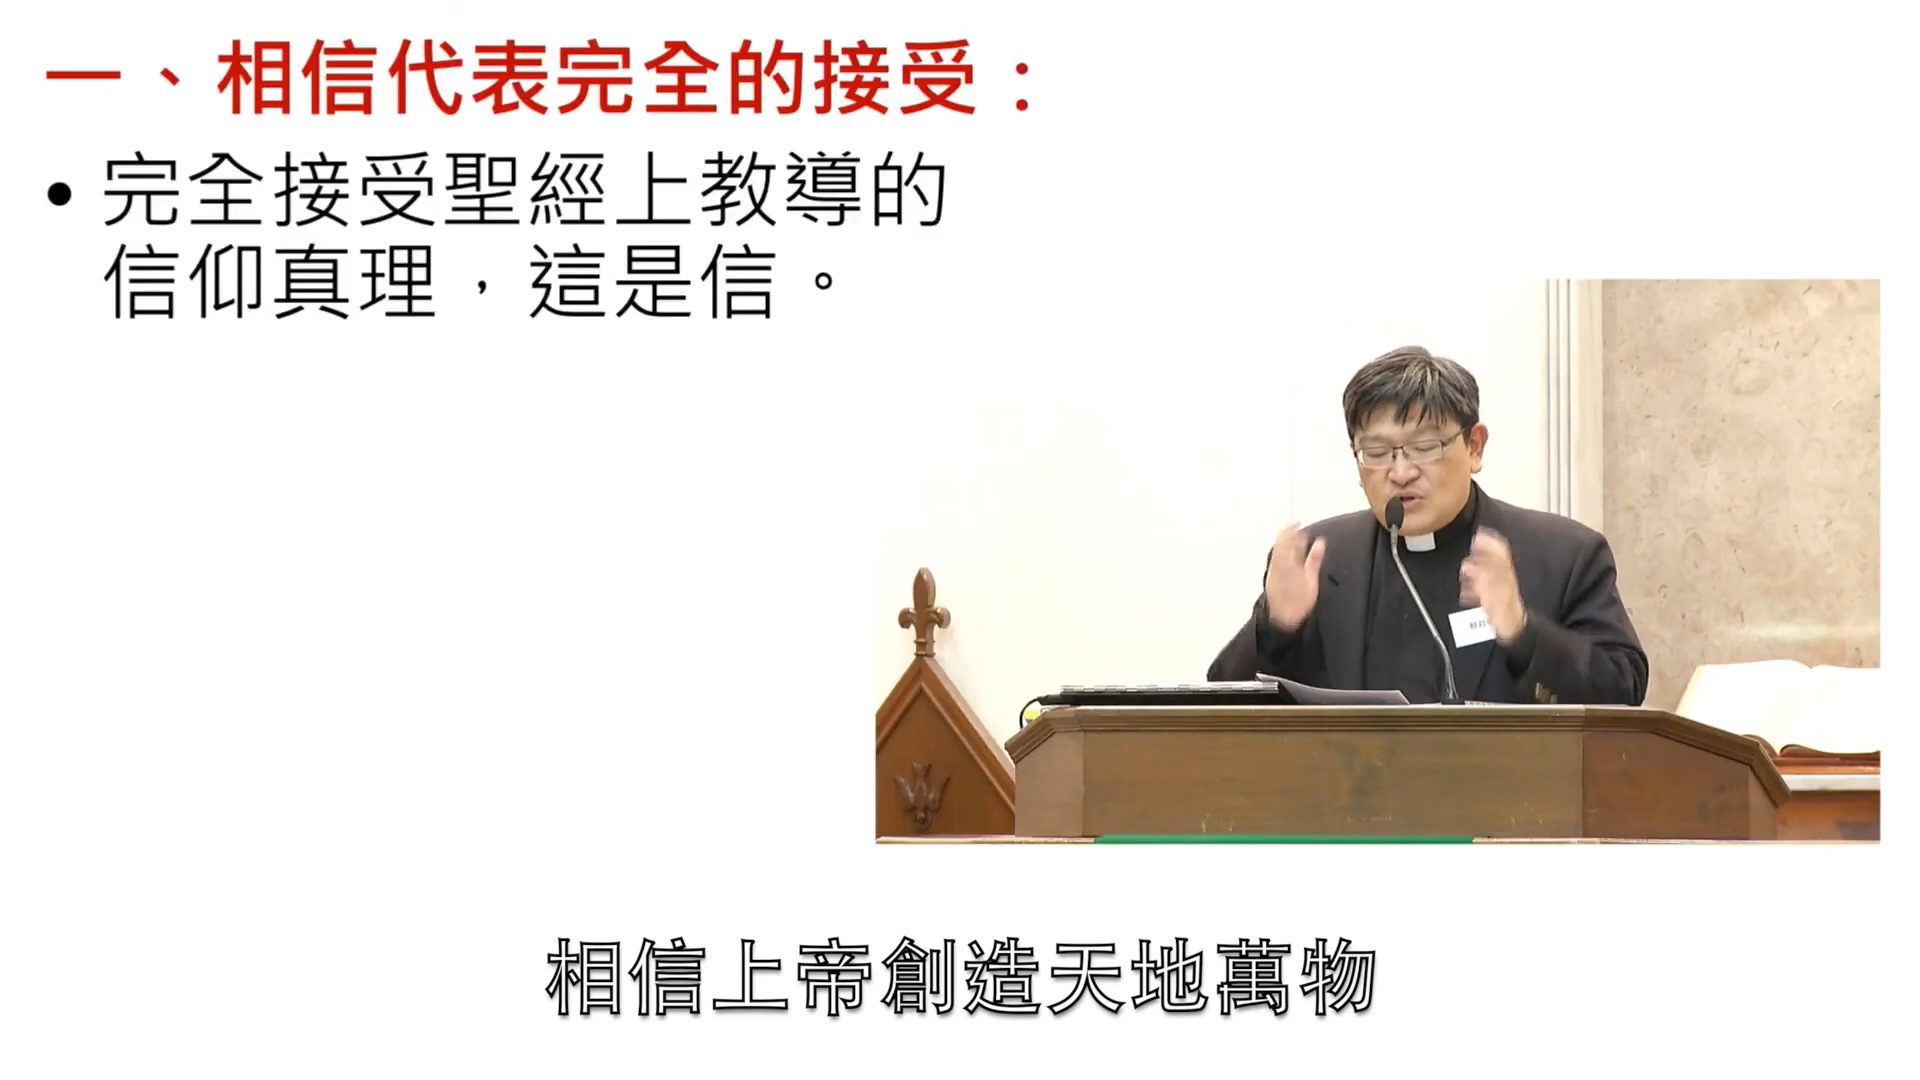 一、相信代表完全的接受：
• 完全接受聖經上教導的
信仰真理，這是信。
相信上帝創造天地萬物